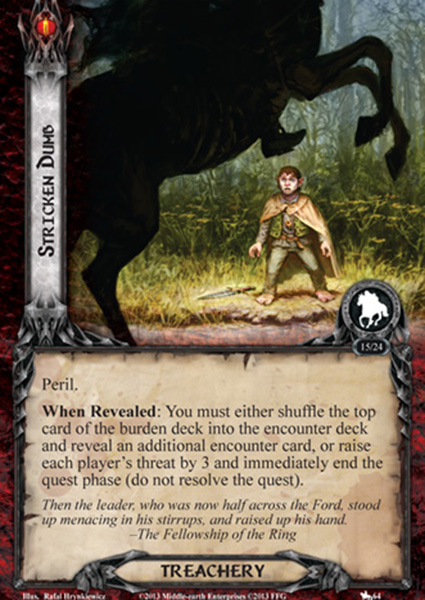 STRICKEN DUMB
15/24
Peril.
When Revealed: You must either shuffle the top
card of the burden deck into the encounter deck
and reveal an additional encounter card, or raise
each player's threat by 3 and immediately end the
quest phase (do not resolve the quest).
Then the leader, who was now half across the Ford, stood
up menacing in his stirrups, and raised up his hand.
–The Fellowship of the Ring
TREACHERY
Illus. Rafal Hrynkiewicz ©2013 Middle-earth Enterprises ©2013 FFG 64